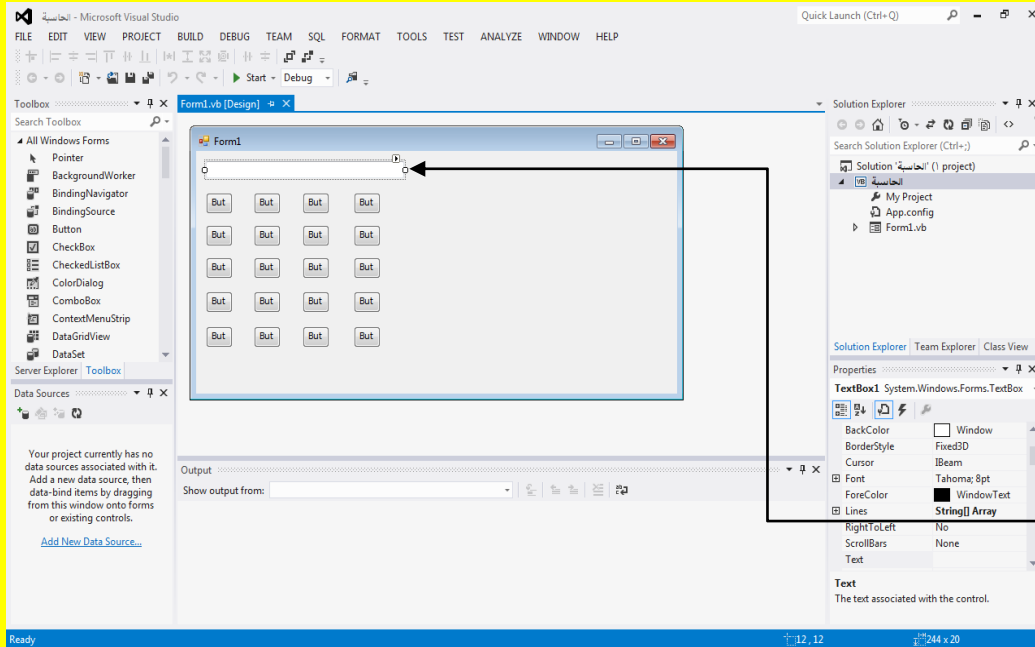 الحاسبة - Microsoft Visual Studio
Quick Launch (Ctrl+Q)
FILE EDIT VIEW PROJECT BUILD DEBUG TEAM SQL FORMAT TOOLS TEST ANALYZE WINDOW HELP
Start Debug
Toolbox
Search Toolbox
All Windows Forms
Pointer
BackgroundWorker
BindingNavigator
BindingSource
Button
CheckBox
CheckedListBox
ColorDialog
ComboBox
ContextMenuStrip
DataGridView
DataSet
Server Explorer Toolbox
Data Sources
Your project currently has no
data sources associated with it.
Add a new data source, then
data-bind items by dragging
from this window onto forms
or existing controls.
Add New Data Source...
Form1.vb [Design]
Form1
But But But But
But But But But
But But But But
But But But But
But But But But
Output
Show output from:
Solution Explorer
Search Solution Explorer (Ctrl+;)
Solution 'الحاسبة' (١ project)
VB الحاسبة
My Project
App.config
Form1.vb
Solution Explorer Team Explorer Class View
Properties
TextBox1 System.Windows.Forms.TextBox
BackColor Window
BorderStyle Fixed3D
Cursor IBeam
Font Tahoma; 8pt
ForeColor WindowText
Lines String[] Array
RightToLeft No
ScrollBars None
Text
Text
The text associated with the control.
Ready 12 , 12 244 x 20